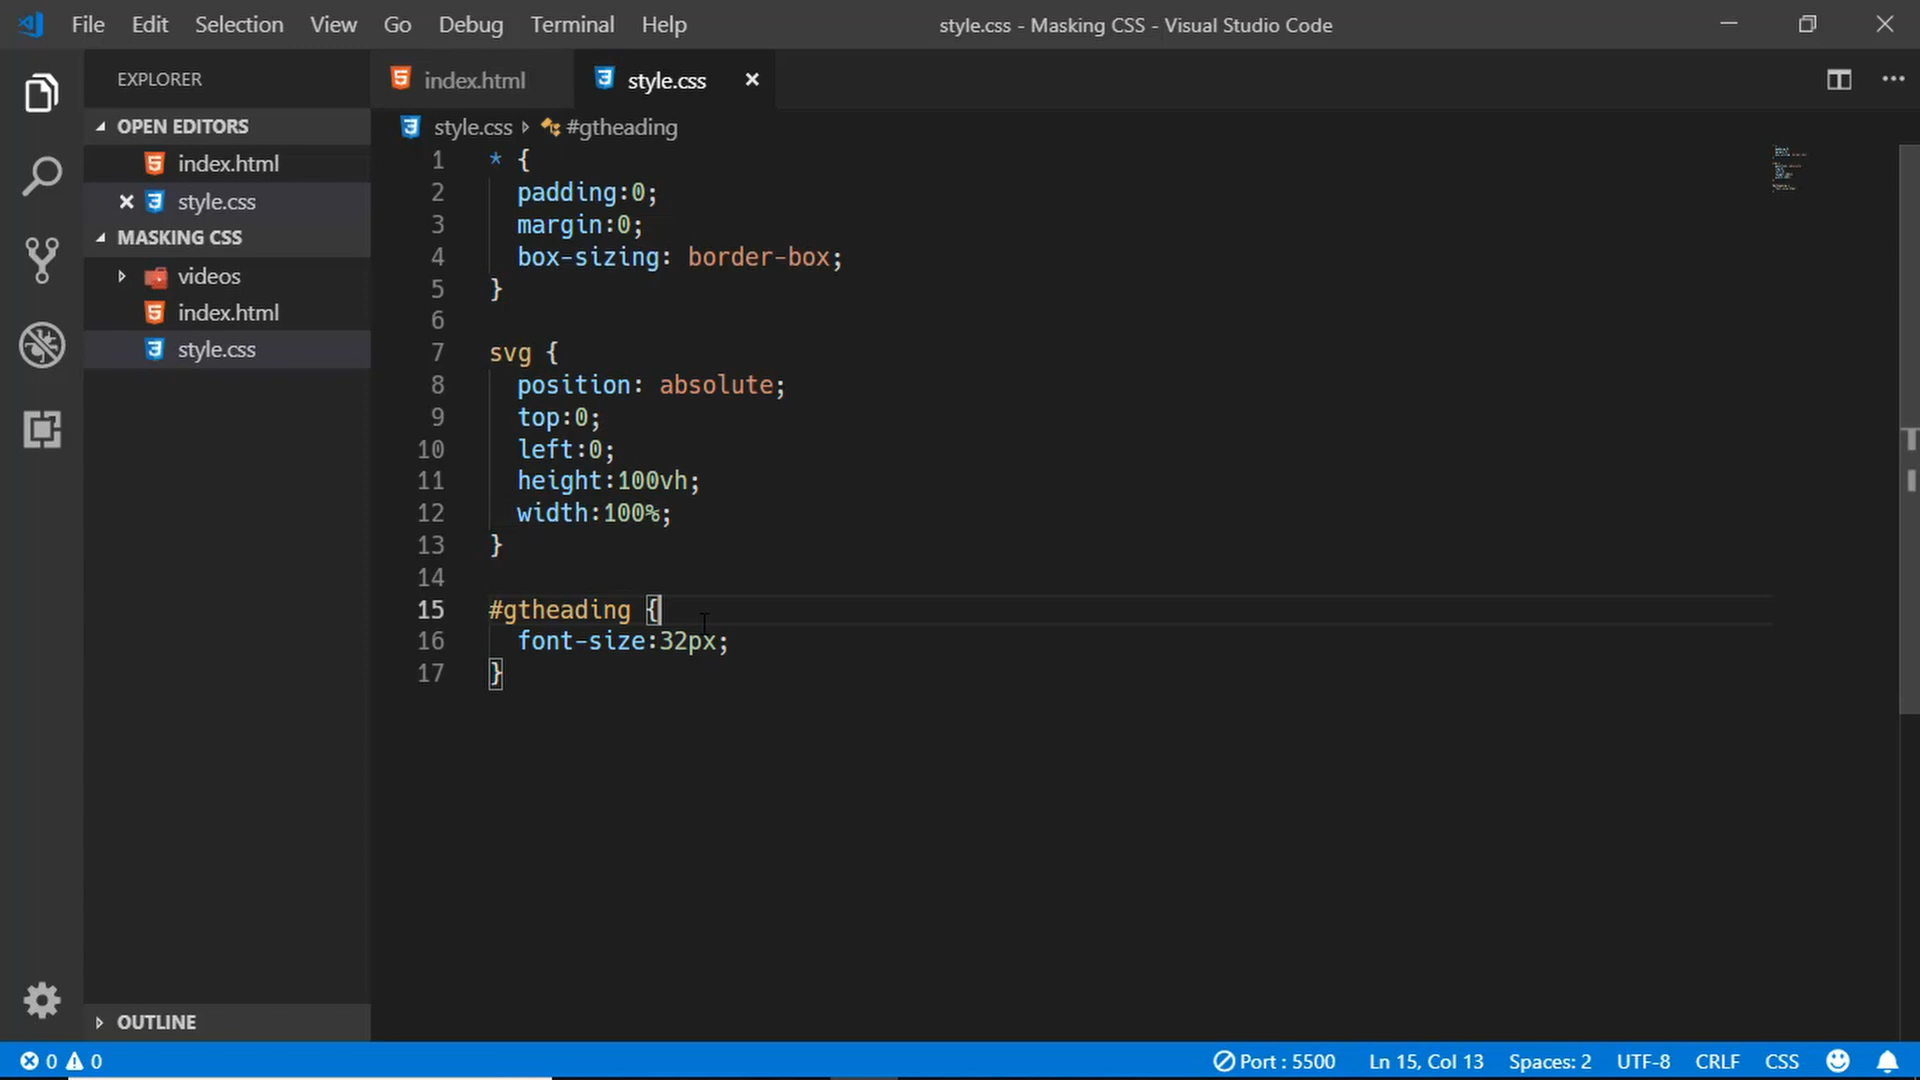 File Edit Selection View Go Debug Terminal Help style.css - Masking CSS - Visual Studio Code
EXPLORER
OPEN EDITORS
index.html
style.css
MASKING CSS
videos
index.html
style.css
OUTLINE
index.html style.css
style.css #gtheading
1 * {
2 padding:0;
3 margin:0;
4 box-sizing: border-box;
5 }
6
7 svg {
8 position: absolute;
9 top:0;
10 left:0;
11 height:100vh;
12 width:100%;
13 }
14
15 #gtheading {
16 font-size:32px;
17 }
0 0 Port : 5500 Ln 15, Col 13 Spaces: 2 UTF-8 CRLF CSS